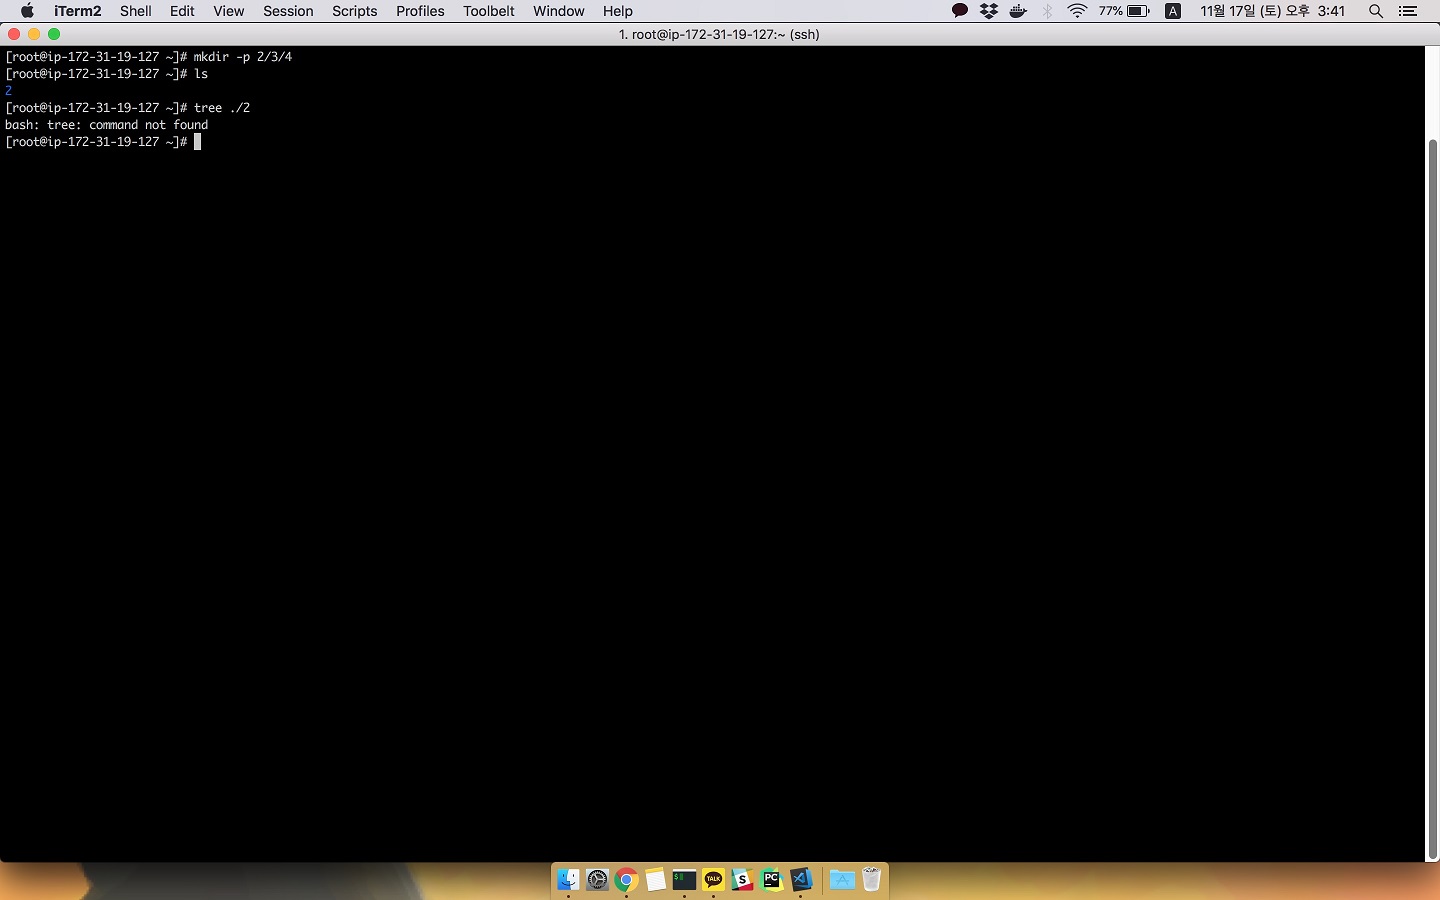 iTerm2 Shell Edit View Session Scripts Profiles Toolbelt Window Help 77% A 11월 17일 (토) 오후 3:41
1. root@ip-172-31-19-127:~ (ssh)
[root@ip-172-31-19-127 ~]# mkdir -p 2/3/4
[root@ip-172-31-19-127 ~]# ls
2
[root@ip-172-31-19-127 ~]# tree ./2
bash: tree: command not found
[root@ip-172-31-19-127 ~]#
$ TALK S PC